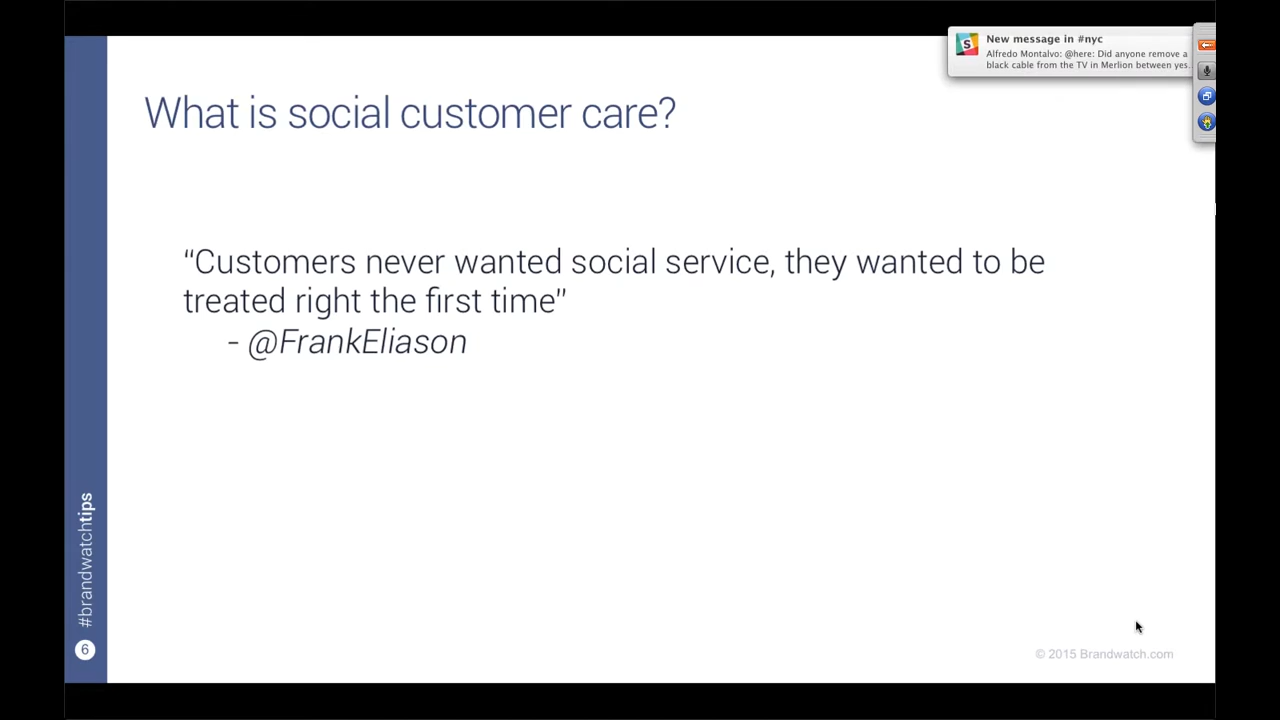 New message in #nyc
Alfredo Montalvo: @here: Did anyone remove a
black cable from the TV in Merlion between yes.
What is social customer care?
“Customers never wanted social service, they wanted to be
treated right the first time”
- @FrankEliason
#brandwatchtips
6
© 2015 Brandwatch.com